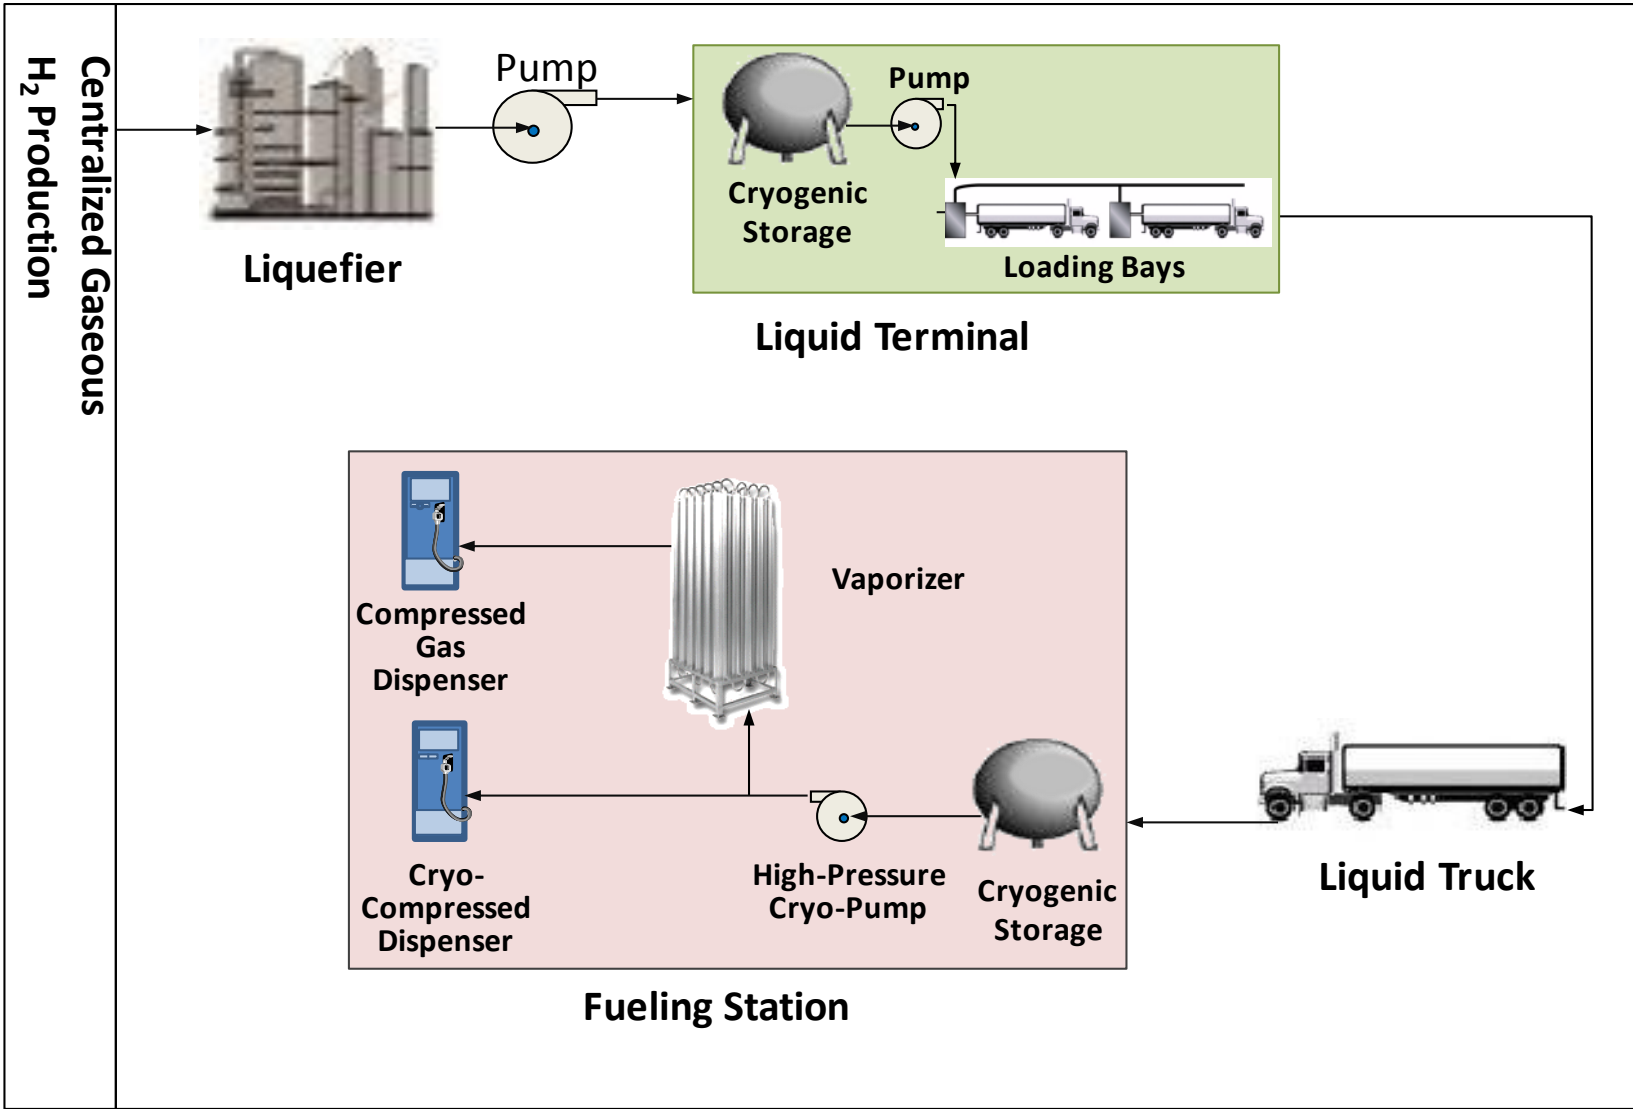 Centralized Gaseous
H₂ Production
Pump
Liquefier
Pump
Cryogenic
Storage
Loading Bays
Liquid Terminal
Compressed
Gas
Dispenser
Vaporizer
Cryo-
Compressed
Dispenser
High-Pressure
Cryo-Pump
Cryogenic
Storage
Liquid Truck
Fueling Station